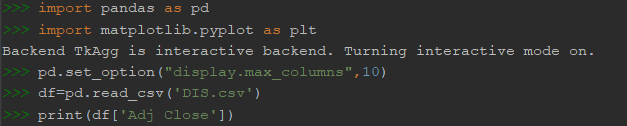 >>> import pandas as pd
>>> import matplotlib.pyplot as plt
Backend TkAgg is interactive backend. Turning interactive mode on.
>>> pd.set_option("display.max_columns",10)
>>> df=pd.read_csv('DIS.csv')
>>> print(df['Adj Close'])